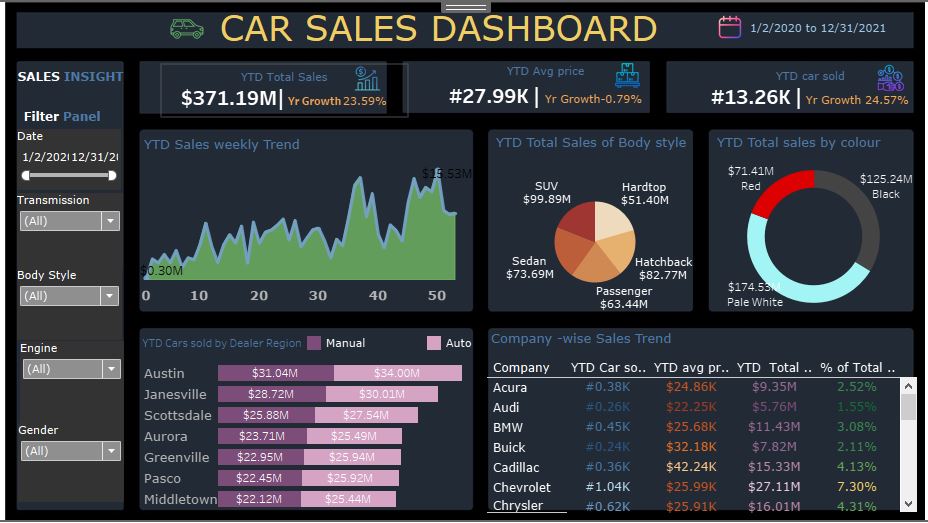 CAR SALES DASHBOARD
1/2/2020 to 12/31/2021
SALES INSIGHT
Filter Panel
Date
1/2/202 12/31/2
Transmission
(All)
Body Style
(All)
Engine
(All)
Gender
(All)
YTD Total Sales
$371.19M| Yr Growth 23.59%
YTD Avg price
#27.99K | Yr Growth-0.79%
YTD car sold
#13.26K | Yr Growth 24.57%
YTD Sales weekly Trend
$15.53M
$0.30M
0 10 20 30 40 50
YTD Total Sales of Body style
SUV
$99.89M
Hardtop
$51.40M
Sedan
$73.69M
Hatchback
$82.77M
Passenger
$63.44M
YTD Total sales by colour
$71.41M
Red
$125.24M
Black
$174.53M
Pale White
YTD Cars sold by Dealer Region Manual Auto
Austin $31.04M $34.00M
Janesville $28.72M $30.01M
Scottsdale $25.88M $27.54M
Aurora $23.71M $25.49M
Greenville $22.95M $25.94M
Pasco $22.45M $25.92M
Middletown $22.12M $25.44M
Company -wise Sales Trend
Company YTD Car so.. YTD avg pr.. YTD Total .. % of Total ..
Acura #0.38K $24.86K $9.35M 2.52%
Audi #0.26K $22.25K $5.76M 1.55%
BMW #0.45K $25.68K $11.43M 3.08%
Buick #0.24K $32.18K $7.82M 2.11%
Cadillac #0.36K $42.24K $15.33M 4.13%
Chevrolet #1.04K $25.99K $27.11M 7.30%
Chrysler #0.62K $25.91K $16.01M 4.31%